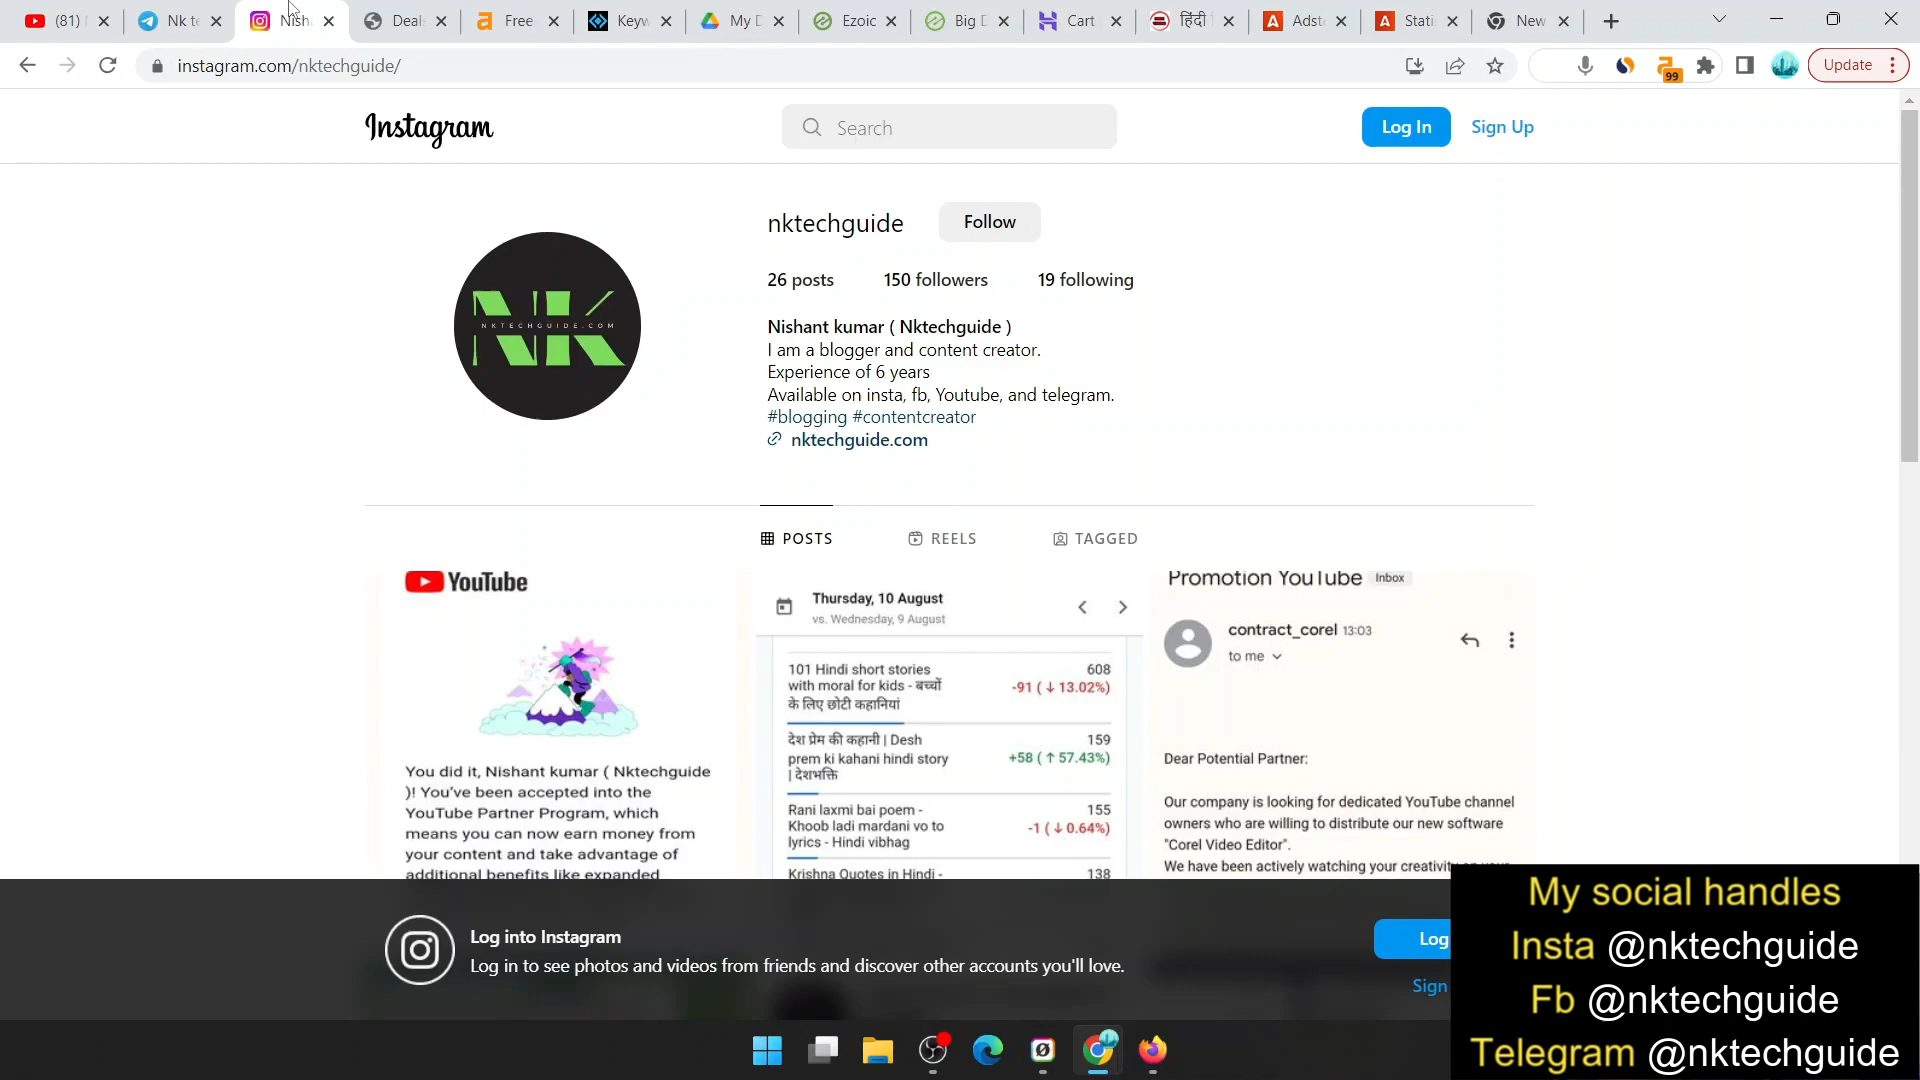 (81)
Nk te
Nish
Deal
Free
Keyw
My D
Ezoic
Big D
Cart
हिंदी
Adst
Stati
New
instagram.com/nktechguide/
99
Update
Instagram
Search
Log In
Sign Up
nktechguide
Follow
26 posts
150 followers
19 following
NKTECHGUIDE.COM
Nishant kumar ( Nktechguide )
I am a blogger and content creator.
Experience of 6 years
Available on insta, fb, Youtube, and telegram.
#blogging #contentcreator
nktechguide.com
POSTS
REELS
TAGGED
YouTube
You did it, Nishant kumar ( Nktechguide
)! You've been accepted into the
YouTube Partner Program, which
means you can now earn money from
your content and take advantage of
additional benefits like expanded
Thursday, 10 August
vs. Wednesday, 9 August
101 Hindi short stories
with moral for kids - बच्चों
के लिए छोटी कहानियां
608
-91 (↓ 13.02%)
देश प्रेम की कहानी | Desh
prem ki kahani hindi story
| देशभक्ति
159
+58 (↑ 57.43%)
Rani laxmi bai poem -
Khoob ladi mardani vo to
lyrics - Hindi vibhag
155
-1 (↓ 0.64%)
Krishna Quotes in Hindi -
138
Promotion YouTube
Inbox
contract_corel 13:03
to me
Dear Potential Partner:
Our company is looking for dedicated YouTube channel
owners who are willing to distribute our new software
"Corel Video Editor".
We have been actively watching your creativity
Log into Instagram
Log in to see photos and videos from friends and discover other accounts you'll love.
Log
Sign
My social handles
Insta @nktechguide
Fb @nktechguide
Telegram @nktechguide